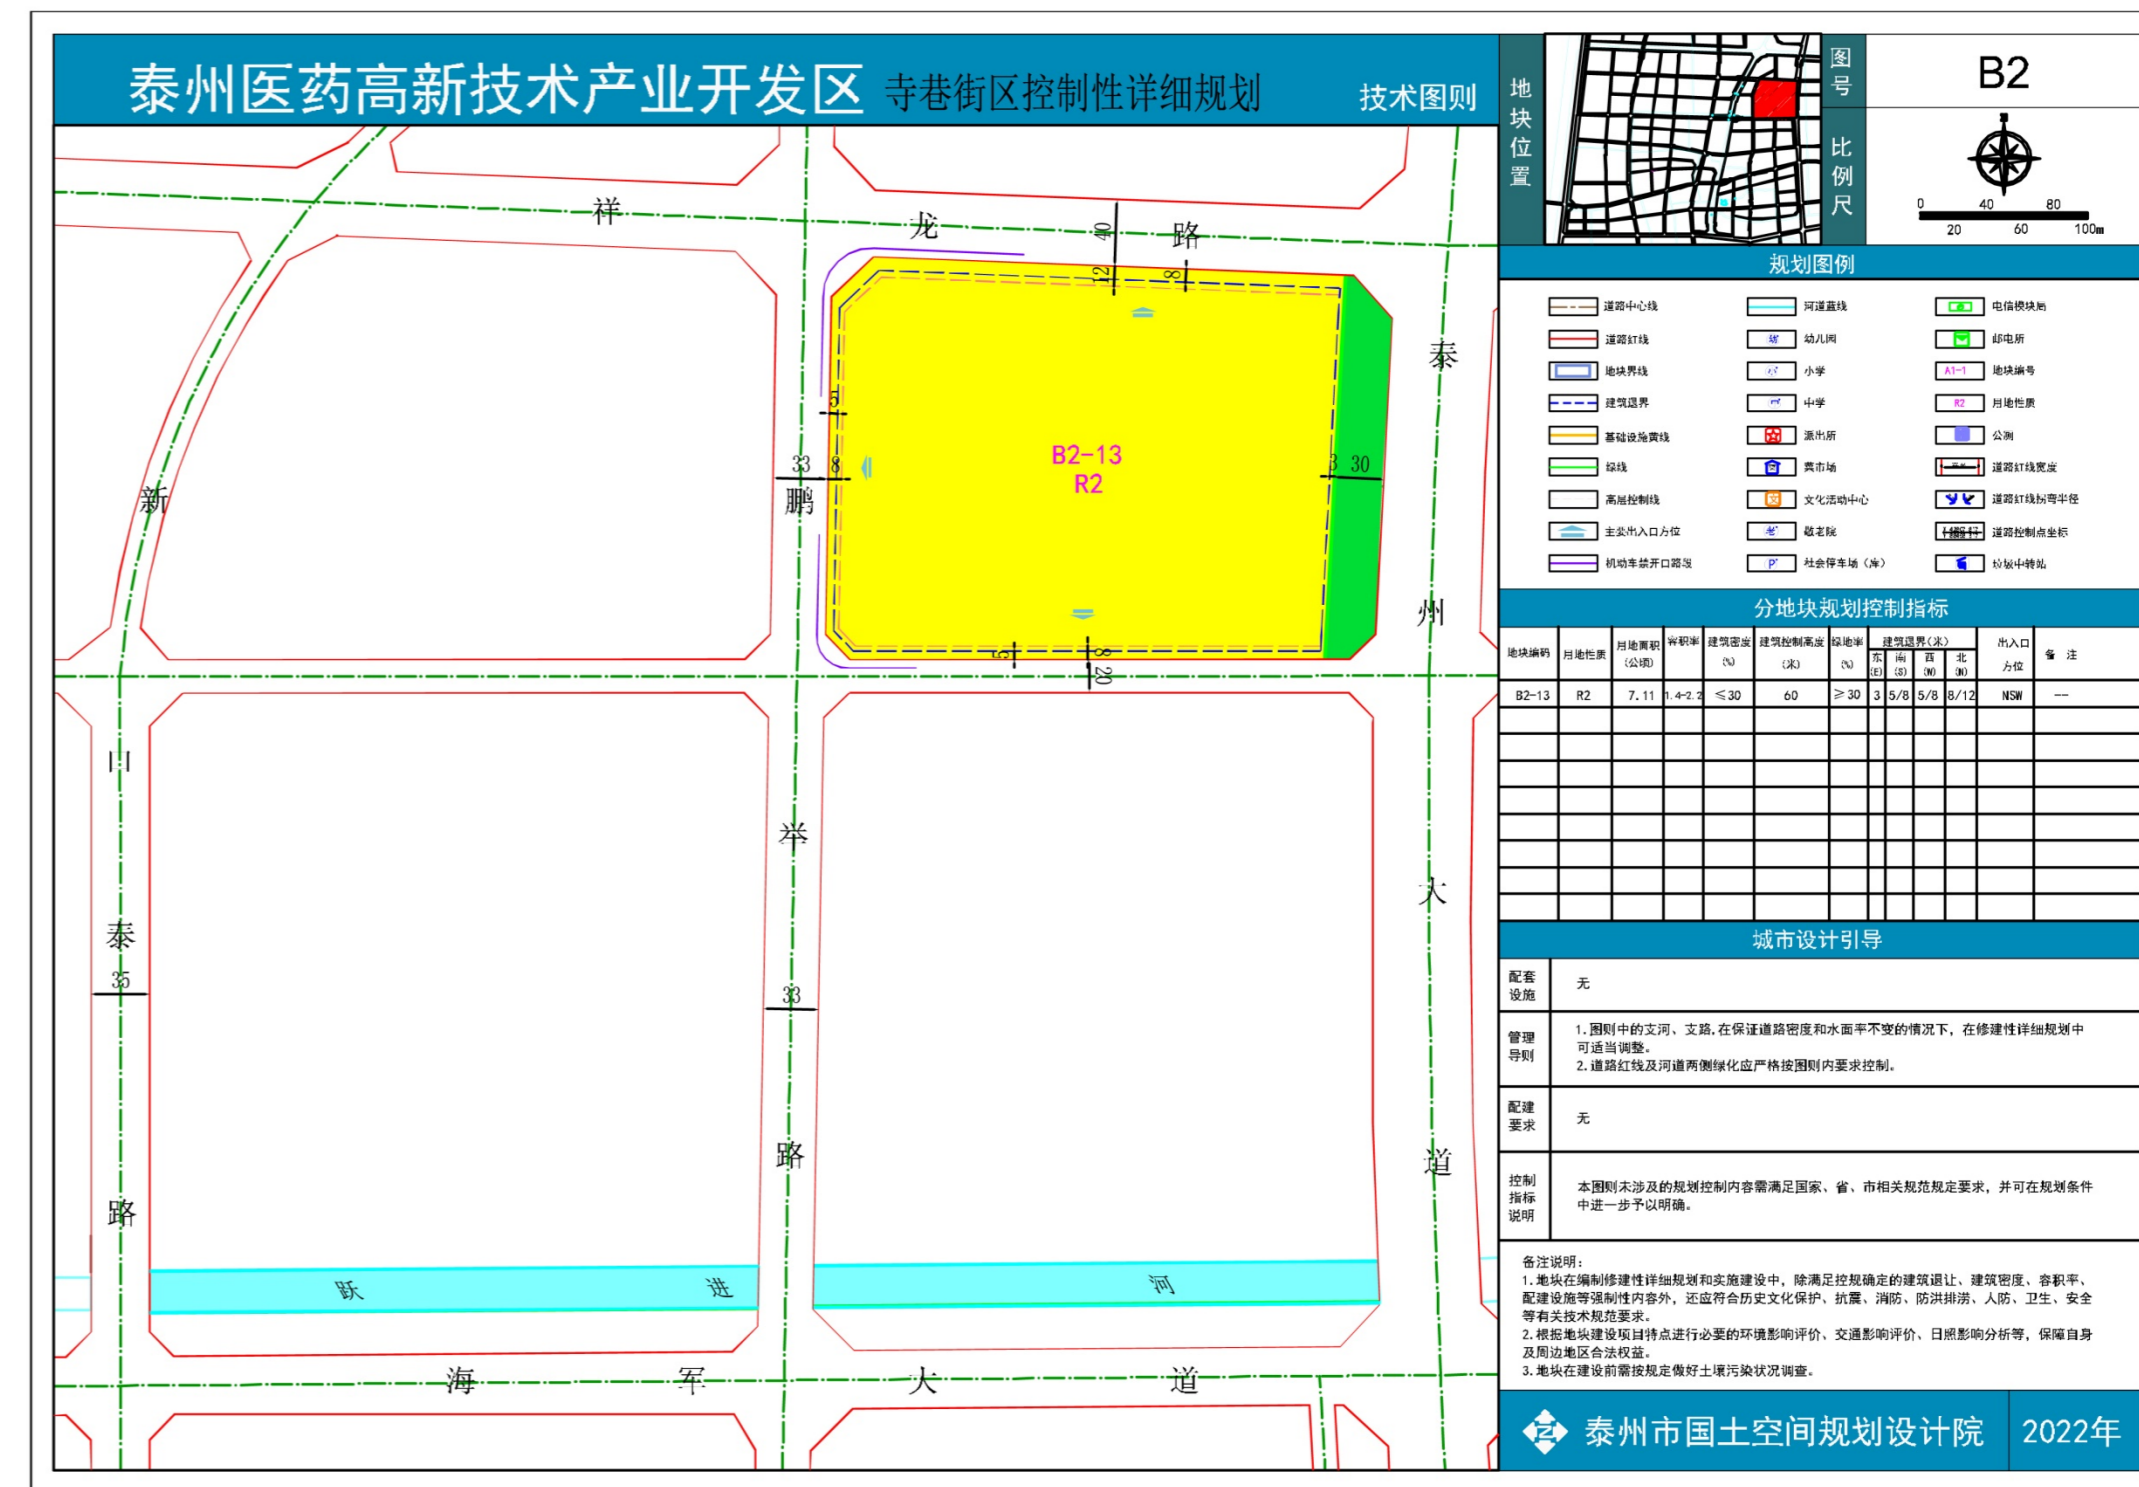 泰州医药高新技术产业开发区 寺巷街区控制性详细规划 技术图则
地块位置
图号
B2
比例尺
0 40 80
20 60 100m
祥龙路
40
12
8
5
33
8
鹏举路
B2-13
R2
3 30
泰州大道
5
8
20
新
口泰路
35
33
跃进河
海军大道
规划图例
道路中心线 河道蓝线 电信模块局
道路红线 幼 幼儿园 邮电所
地块界线 小 小学 A1-1 地块编号
建筑退界 中学 R2 用地性质
基础设施黄线 派出所 公厕
绿线 菜市场 道路红线宽度
高层控制线 文 文化活动中心 道路红线拐弯半径
主要出入口方位 老 敬老院 道路控制点坐标
机动车禁开口路段 P 社会停车场（库） 垃圾中转站
分地块规划控制指标
地块编码 用地性质 用地面积（公顷） 容积率 建筑密度（%） 建筑控制高度（米） 绿地率（%） 建筑退界（米） 出入口方位 备 注
东(E) 南(S) 西(W) 北(N)
B2-13 R2 7.11 1.4-2.2 ≤30 60 ≥30 3 5/8 5/8 8/12 NSW --
城市设计引导
配套设施
无
管理导则
1.图则中的支河、支路,在保证道路密度和水面率不变的情况下，在修建性详细规划中
可适当调整。
2.道路红线及河道两侧绿化应严格按图则内要求控制。
配建要求
无
控制指标说明
本图则未涉及的规划控制内容需满足国家、省、市相关规范规定要求，并可在规划条件
中进一步予以明确。
备注说明：
1.地块在编制修建性详细规划和实施建设中，除满足控规确定的建筑退让、建筑密度、容积率、
配建设施等强制性内容外，还应符合历史文化保护、抗震、消防、防洪排涝、人防、卫生、安全
等有关技术规范要求。
2.根据地块建设项目特点进行必要的环境影响评价、交通影响评价、日照影响分析等，保障自身
及周边地区合法权益。
3.地块在建设前需按规定做好土壤污染状况调查。
泰州市国土空间规划设计院 2022年